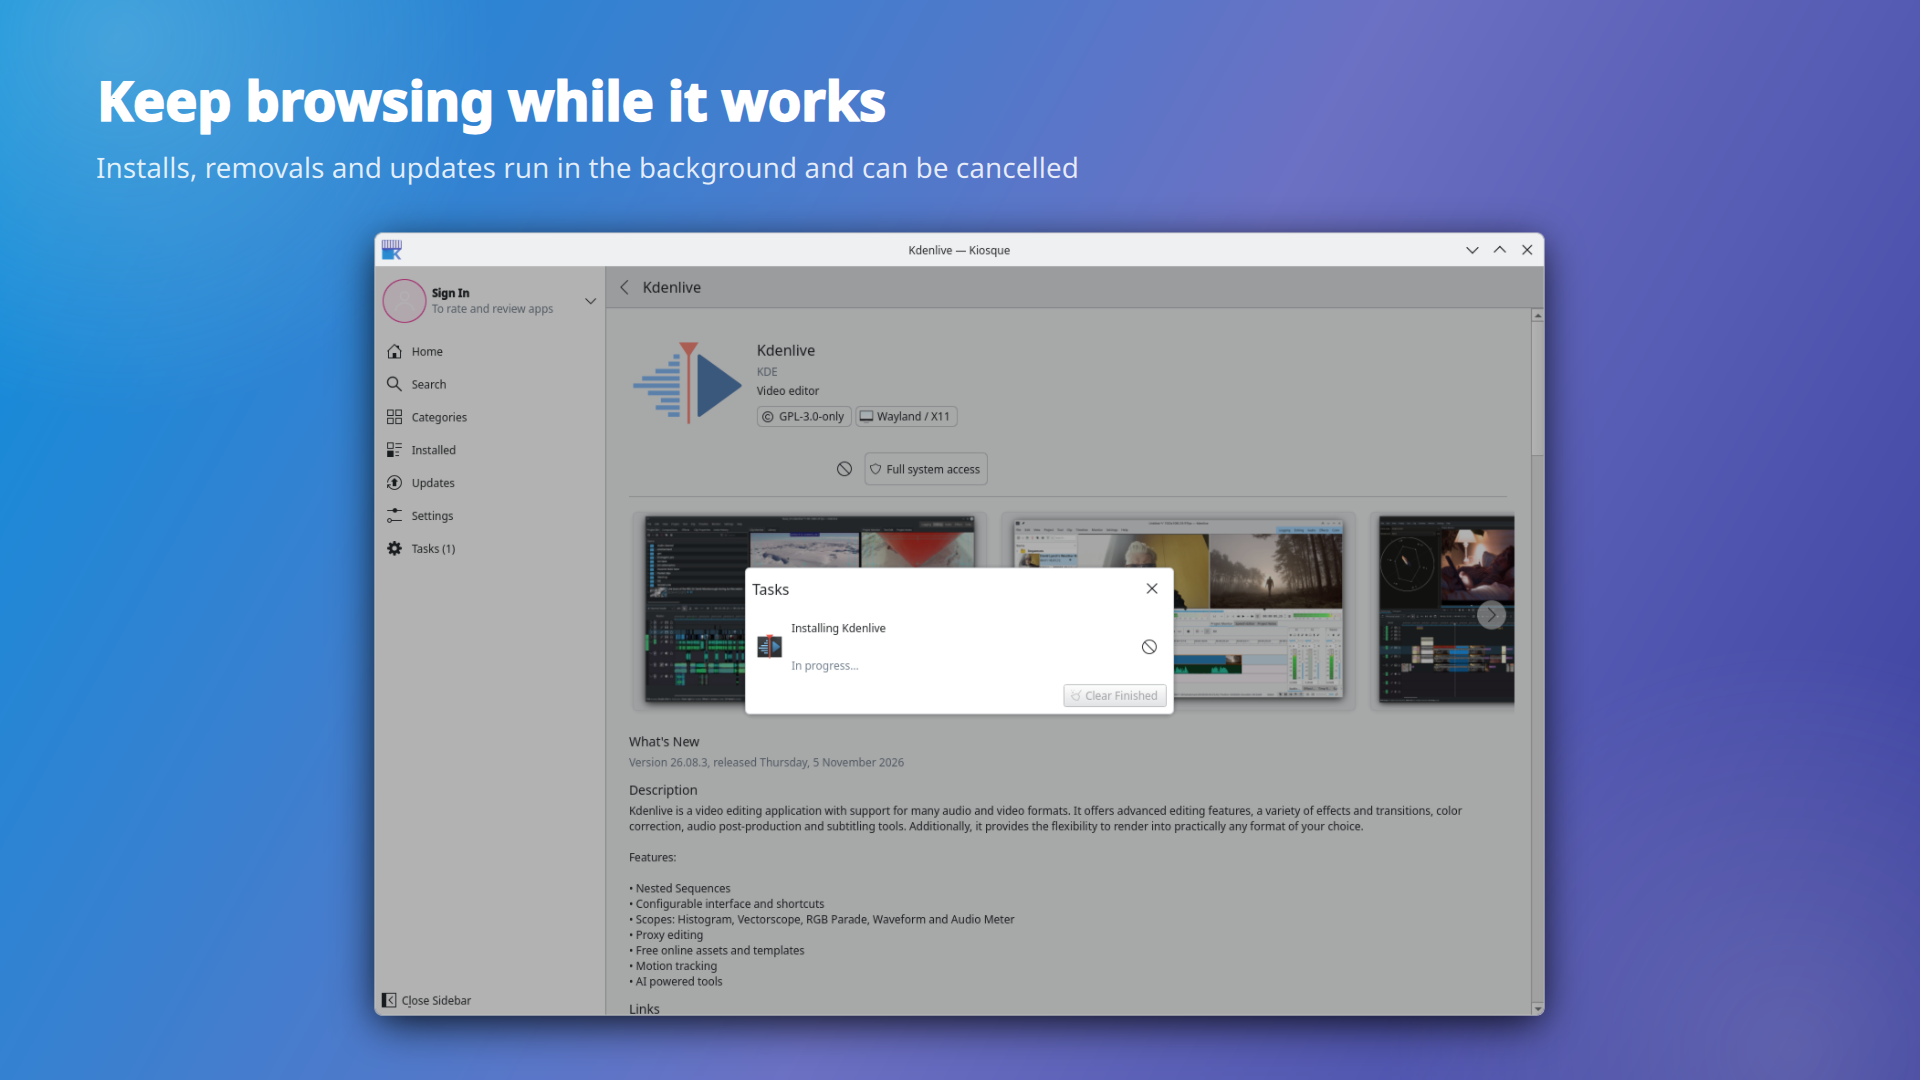 Keep browsing while it works
Installs, removals and updates run in the background and can be cancelled
Kdenlive — Kiosque
Sign In
To rate and review apps
Home
Search
Categories
Installed
Updates
Settings
Tasks (1)
Close Sidebar
Kdenlive
Kdenlive
KDE
Video editor
GPL-3.0-only
Wayland / X11
Full system access
Tasks
Installing Kdenlive
In progress...
Clear Finished
What's New
Version 26.08.3, released Thursday, 5 November 2026
Description
Kdenlive is a video editing application with support for many audio and video formats. It offers advanced editing features, a variety of effects and transitions, color
correction, audio post-production and subtitling tools. Additionally, it provides the flexibility to render into practically any format of your choice.
Features:
• Nested Sequences
• Configurable interface and shortcuts
• Scopes: Histogram, Vectorscope, RGB Parade, Waveform and Audio Meter
• Proxy editing
• Free online assets and templates
• Motion tracking
• AI powered tools
Links